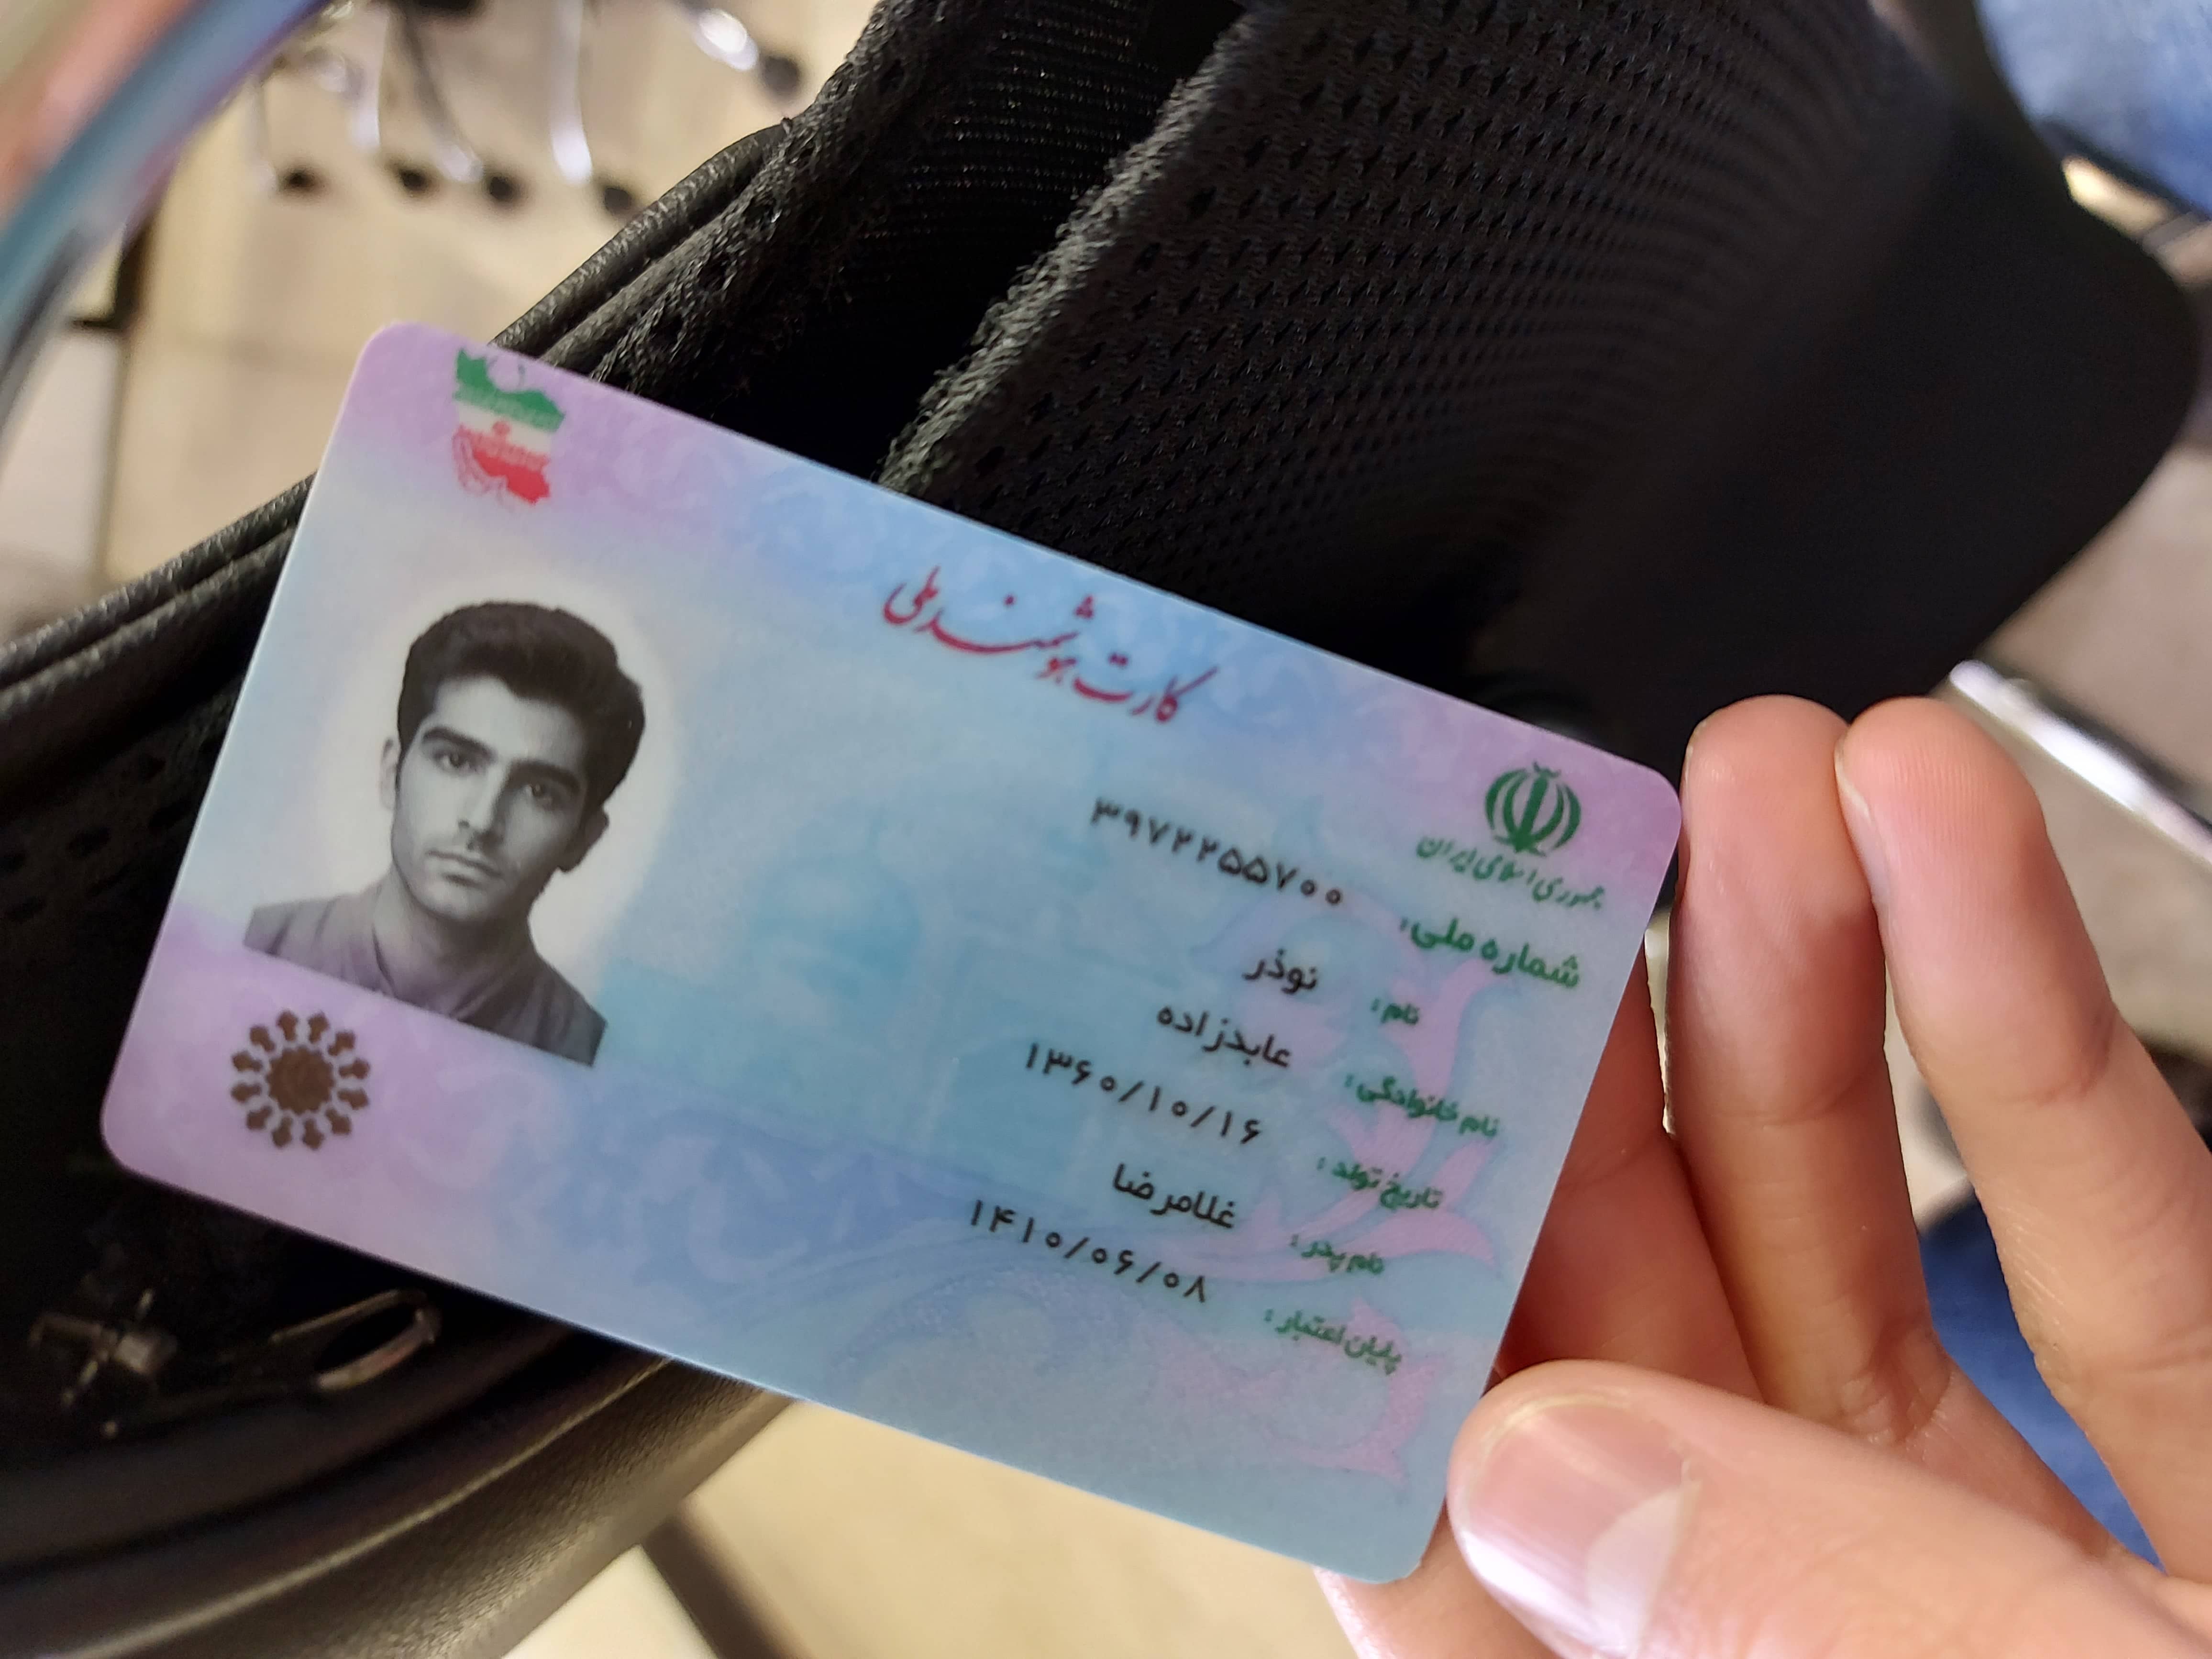 کارت هوشمند ملی
جمهوری اسلامی ایران
شماره ملی: ۳۹۷۲۲۵۵۷۰۰
نام: نوذر
نام خانوادگی: عابدزاده
تاریخ تولد: ۱۳۶۰/۱۰/۱۶
نام پدر: غلامرضا
پایان اعتبار: ۱۴۱۰/۰۶/۰۸